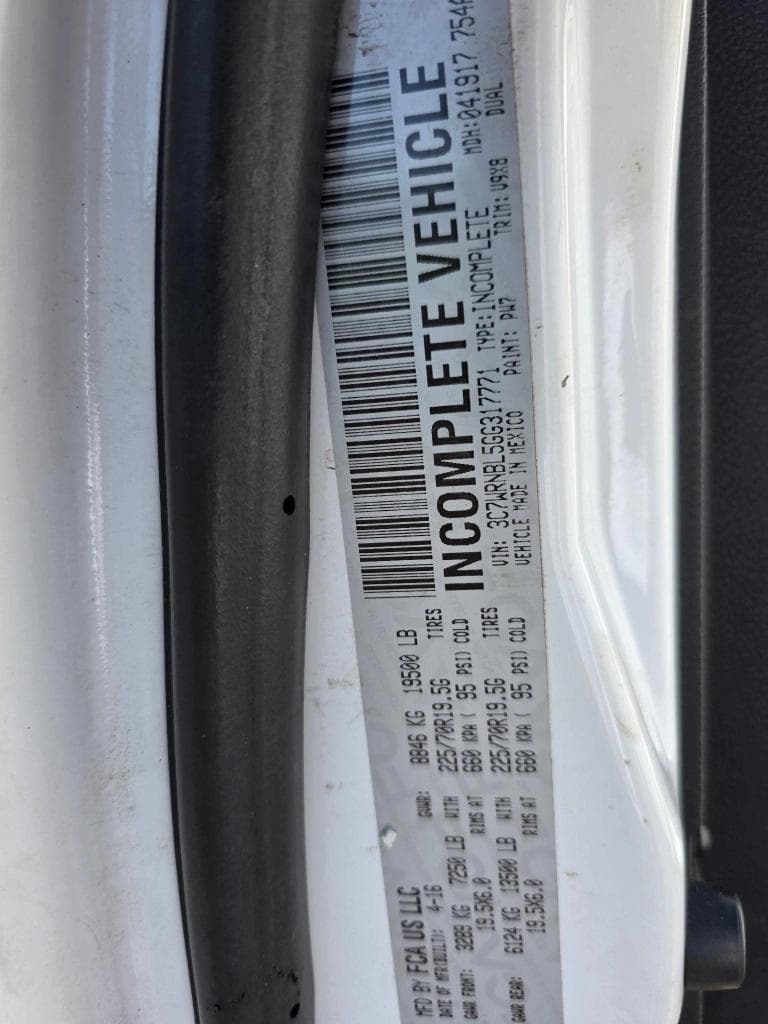 MFD BY FCA US LLC
DATE OF MFR(BUILT): 4-16 GVWR: 8846 KG 19500 LB
GAWR FRONT: 3289 KG 7250 LB WITH 225/70R19.5G TIRES
19.5X6.0 RIMS AT 660 KPA ( 95 PSI) COLD
GAWR REAR: 6124 KG 13500 LB WITH 225/70R19.5G TIRES
19.5X6.0 RIMS AT 660 KPA ( 95 PSI) COLD
INCOMPLETE VEHICLE
MDH:041917 754A
VIN: 3C7WRNBL5GG317771 TYPE:INCOMPLETE DUAL
VEHICLE MADE IN MEXICO PAINT: PW7 TRIM: V9X8